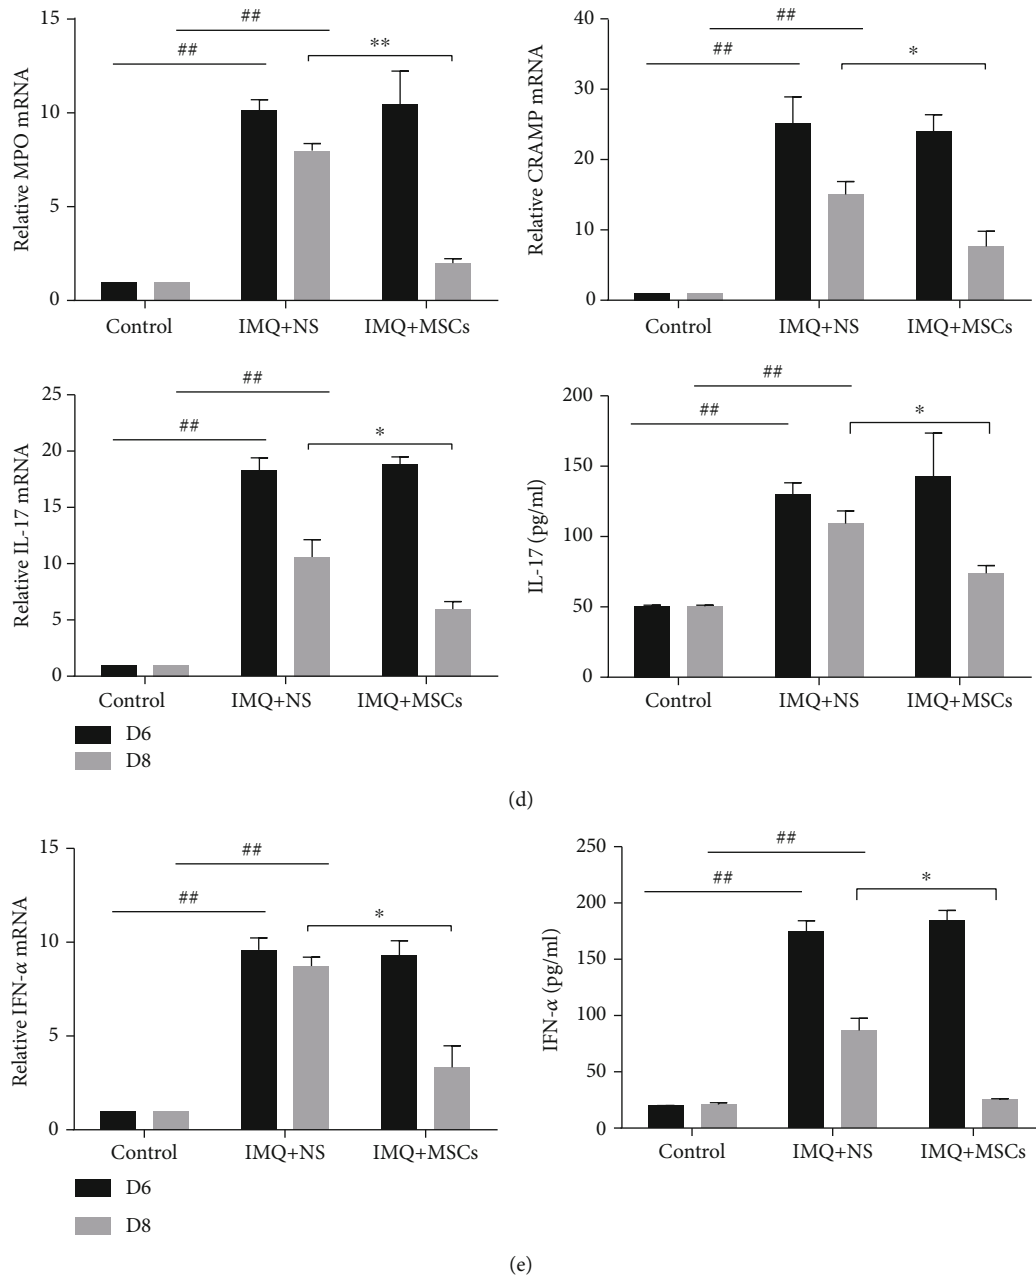 Relative MPO mRNA
15
10
5
0
##
##
**
Control IMQ+NS IMQ+MSCs
Relative CRAMP mRNA
40
30
20
10
0
##
##
*
Control IMQ+NS IMQ+MSCs
Relative IL-17 mRNA
25
20
15
10
5
0
##
##
*
Control IMQ+NS IMQ+MSCs
D6
D8
IL-17 (pg/ml)
200
150
100
50
0
##
##
*
Control IMQ+NS IMQ+MSCs
(d)
Relative IFN-α mRNA
15
10
5
0
##
##
*
Control IMQ+NS IMQ+MSCs
D6
D8
IFN-α (pg/ml)
250
200
150
100
50
0
##
##
*
Control IMQ+NS IMQ+MSCs
(e)